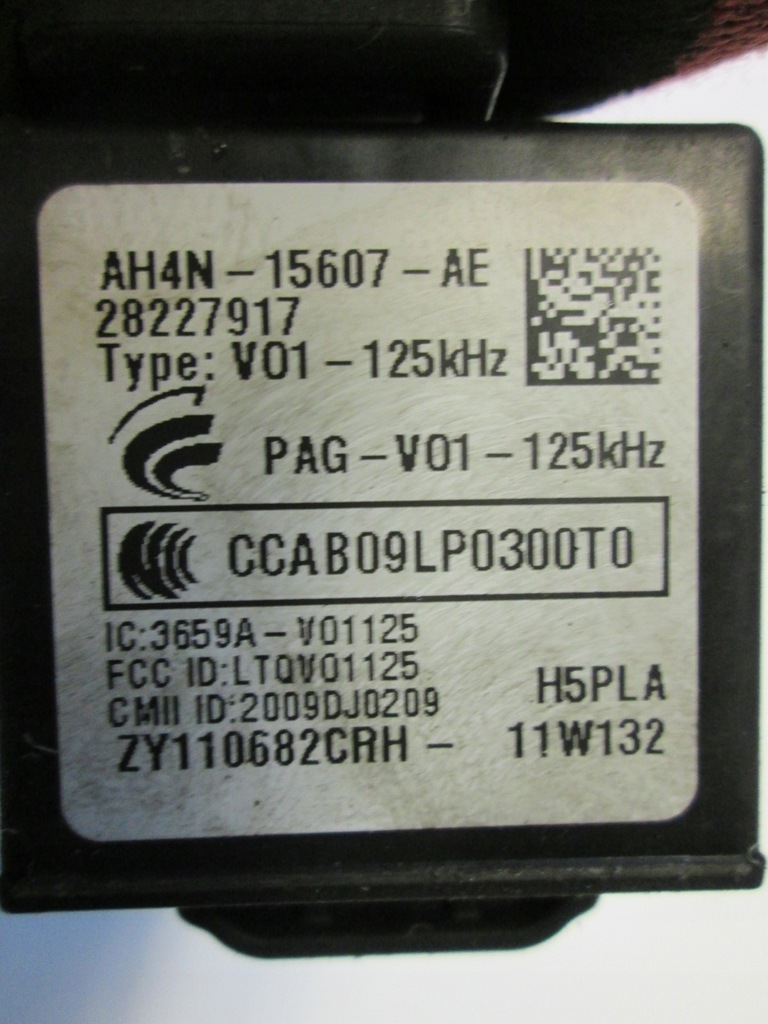 AH4N-15607-AE
28227917
Type: V01-125kHz
PAG-V01-125kHz
CCAB09LP0300T0
IC:3659A-V01125
FCC ID:LTQV01125
CMII ID:2009DJ0209
H5PLA
ZY110682CRH- 11W132